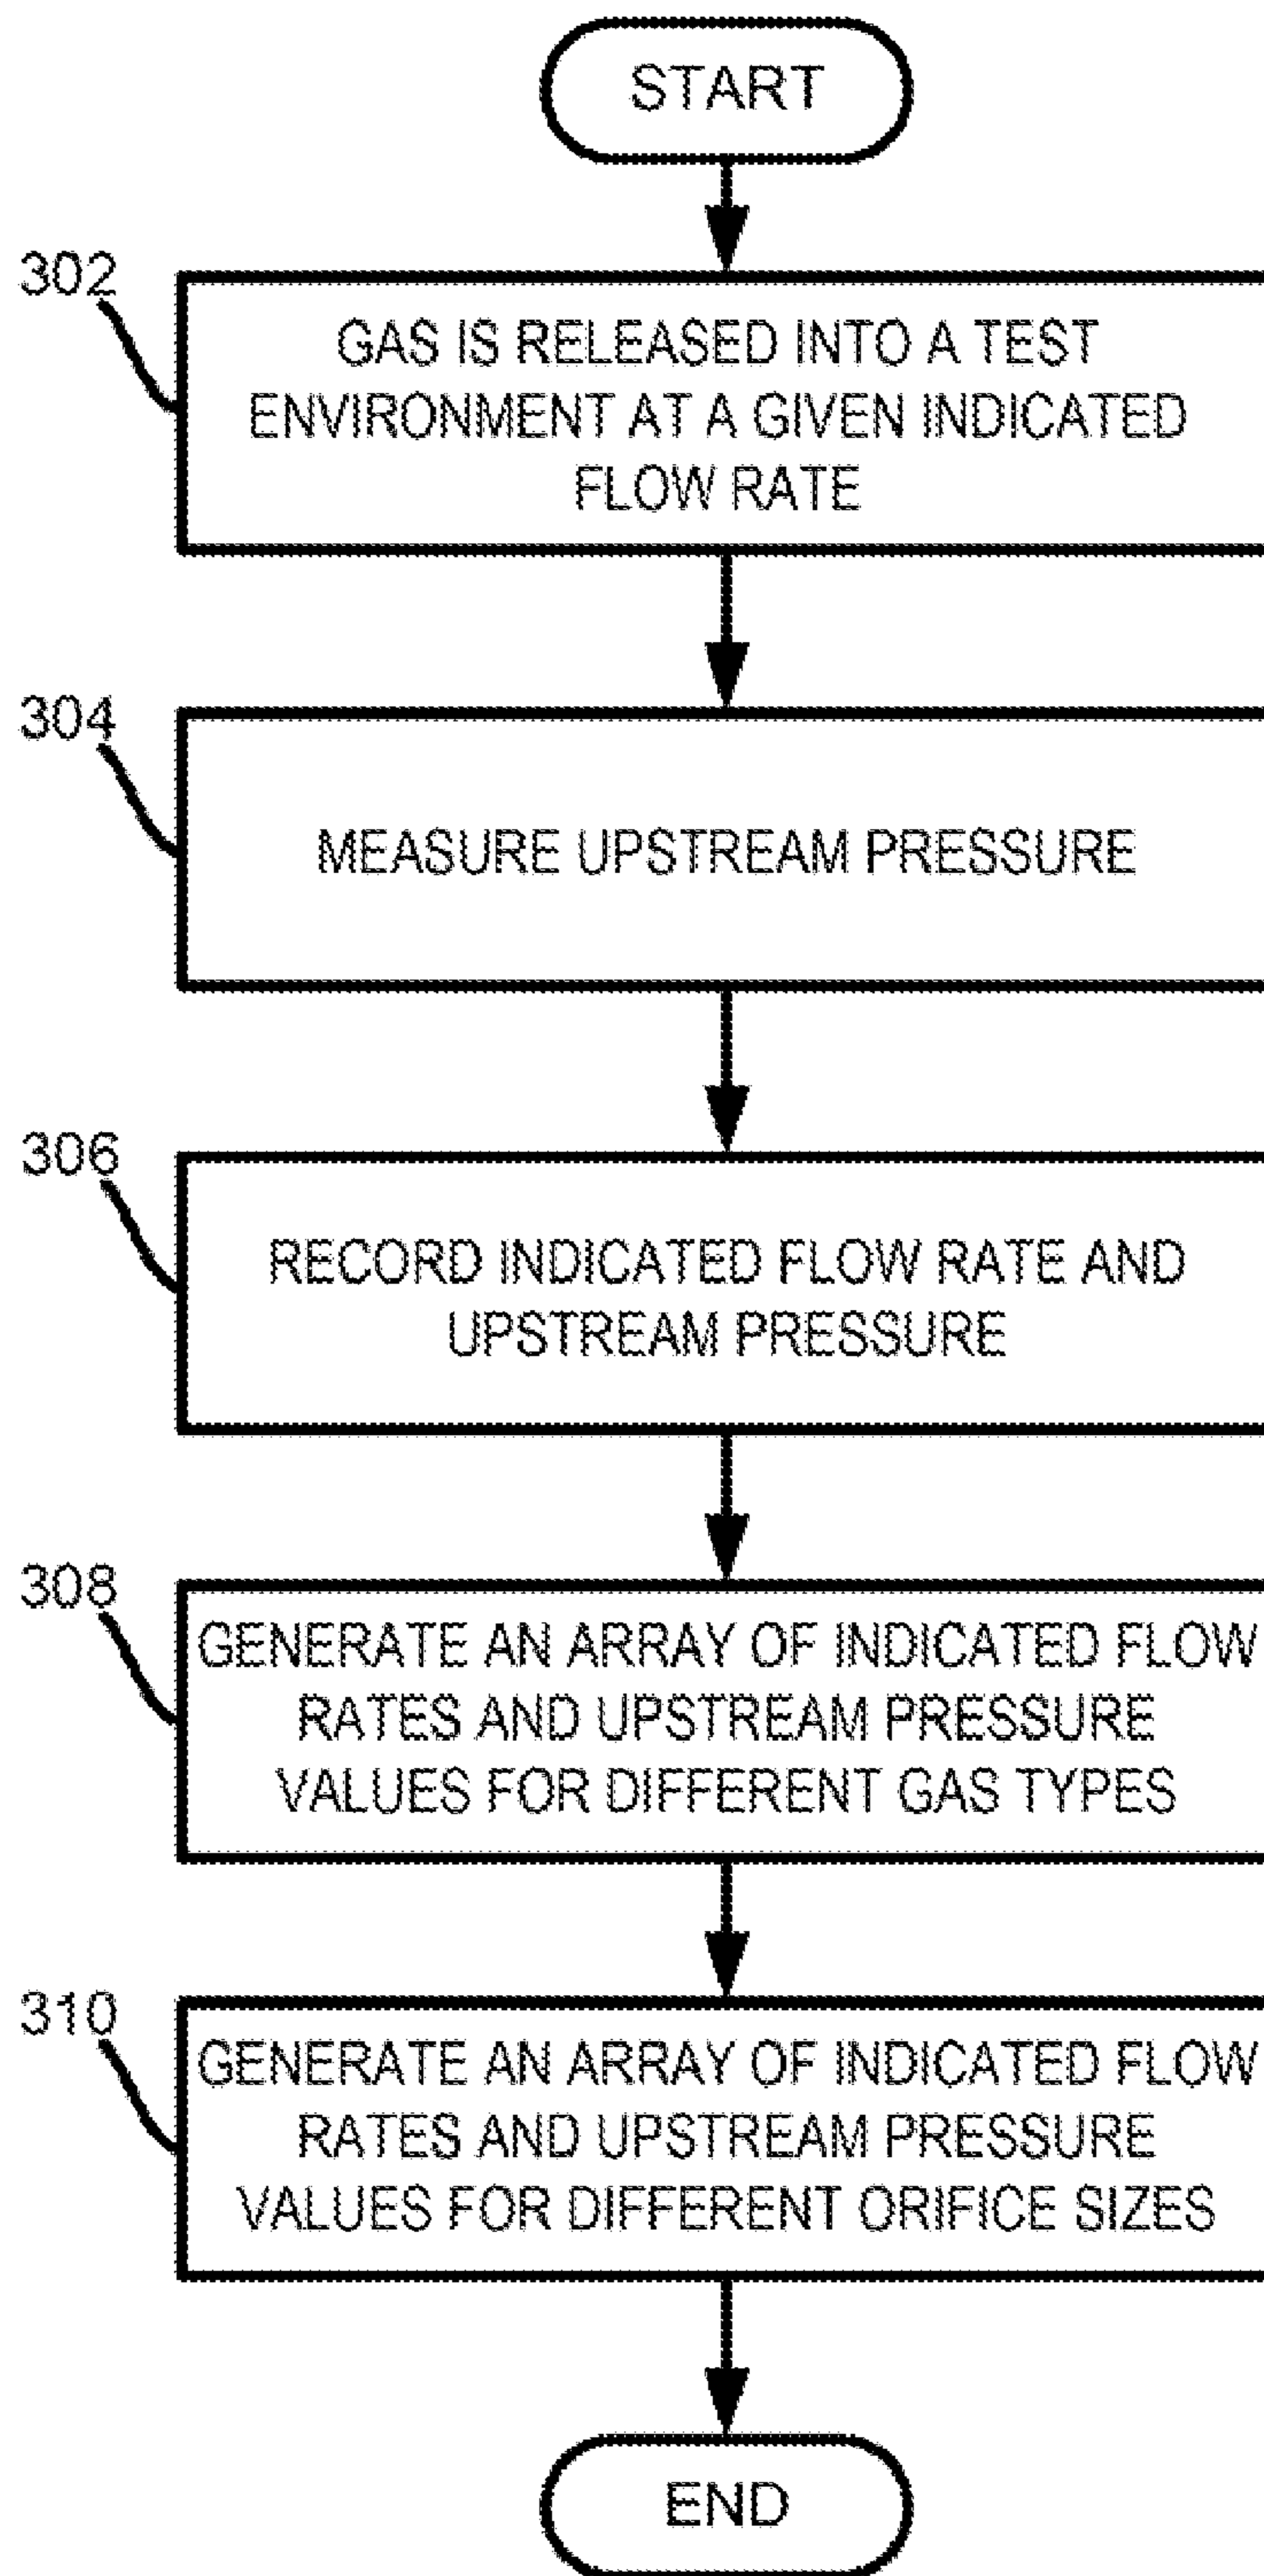 START
302
GAS IS RELEASED INTO A TEST
ENVIRONMENT AT A GIVEN INDICATED
FLOW RATE
304
MEASURE UPSTREAM PRESSURE
306
RECORD INDICATED FLOW RATE AND
UPSTREAM PRESSURE
308
GENERATE AN ARRAY OF INDICATED FLOW
RATES AND UPSTREAM PRESSURE
VALUES FOR DIFFERENT GAS TYPES
310
GENERATE AN ARRAY OF INDICATED FLOW
RATES AND UPSTREAM PRESSURE
VALUES FOR DIFFERENT ORIFICE SIZES
END